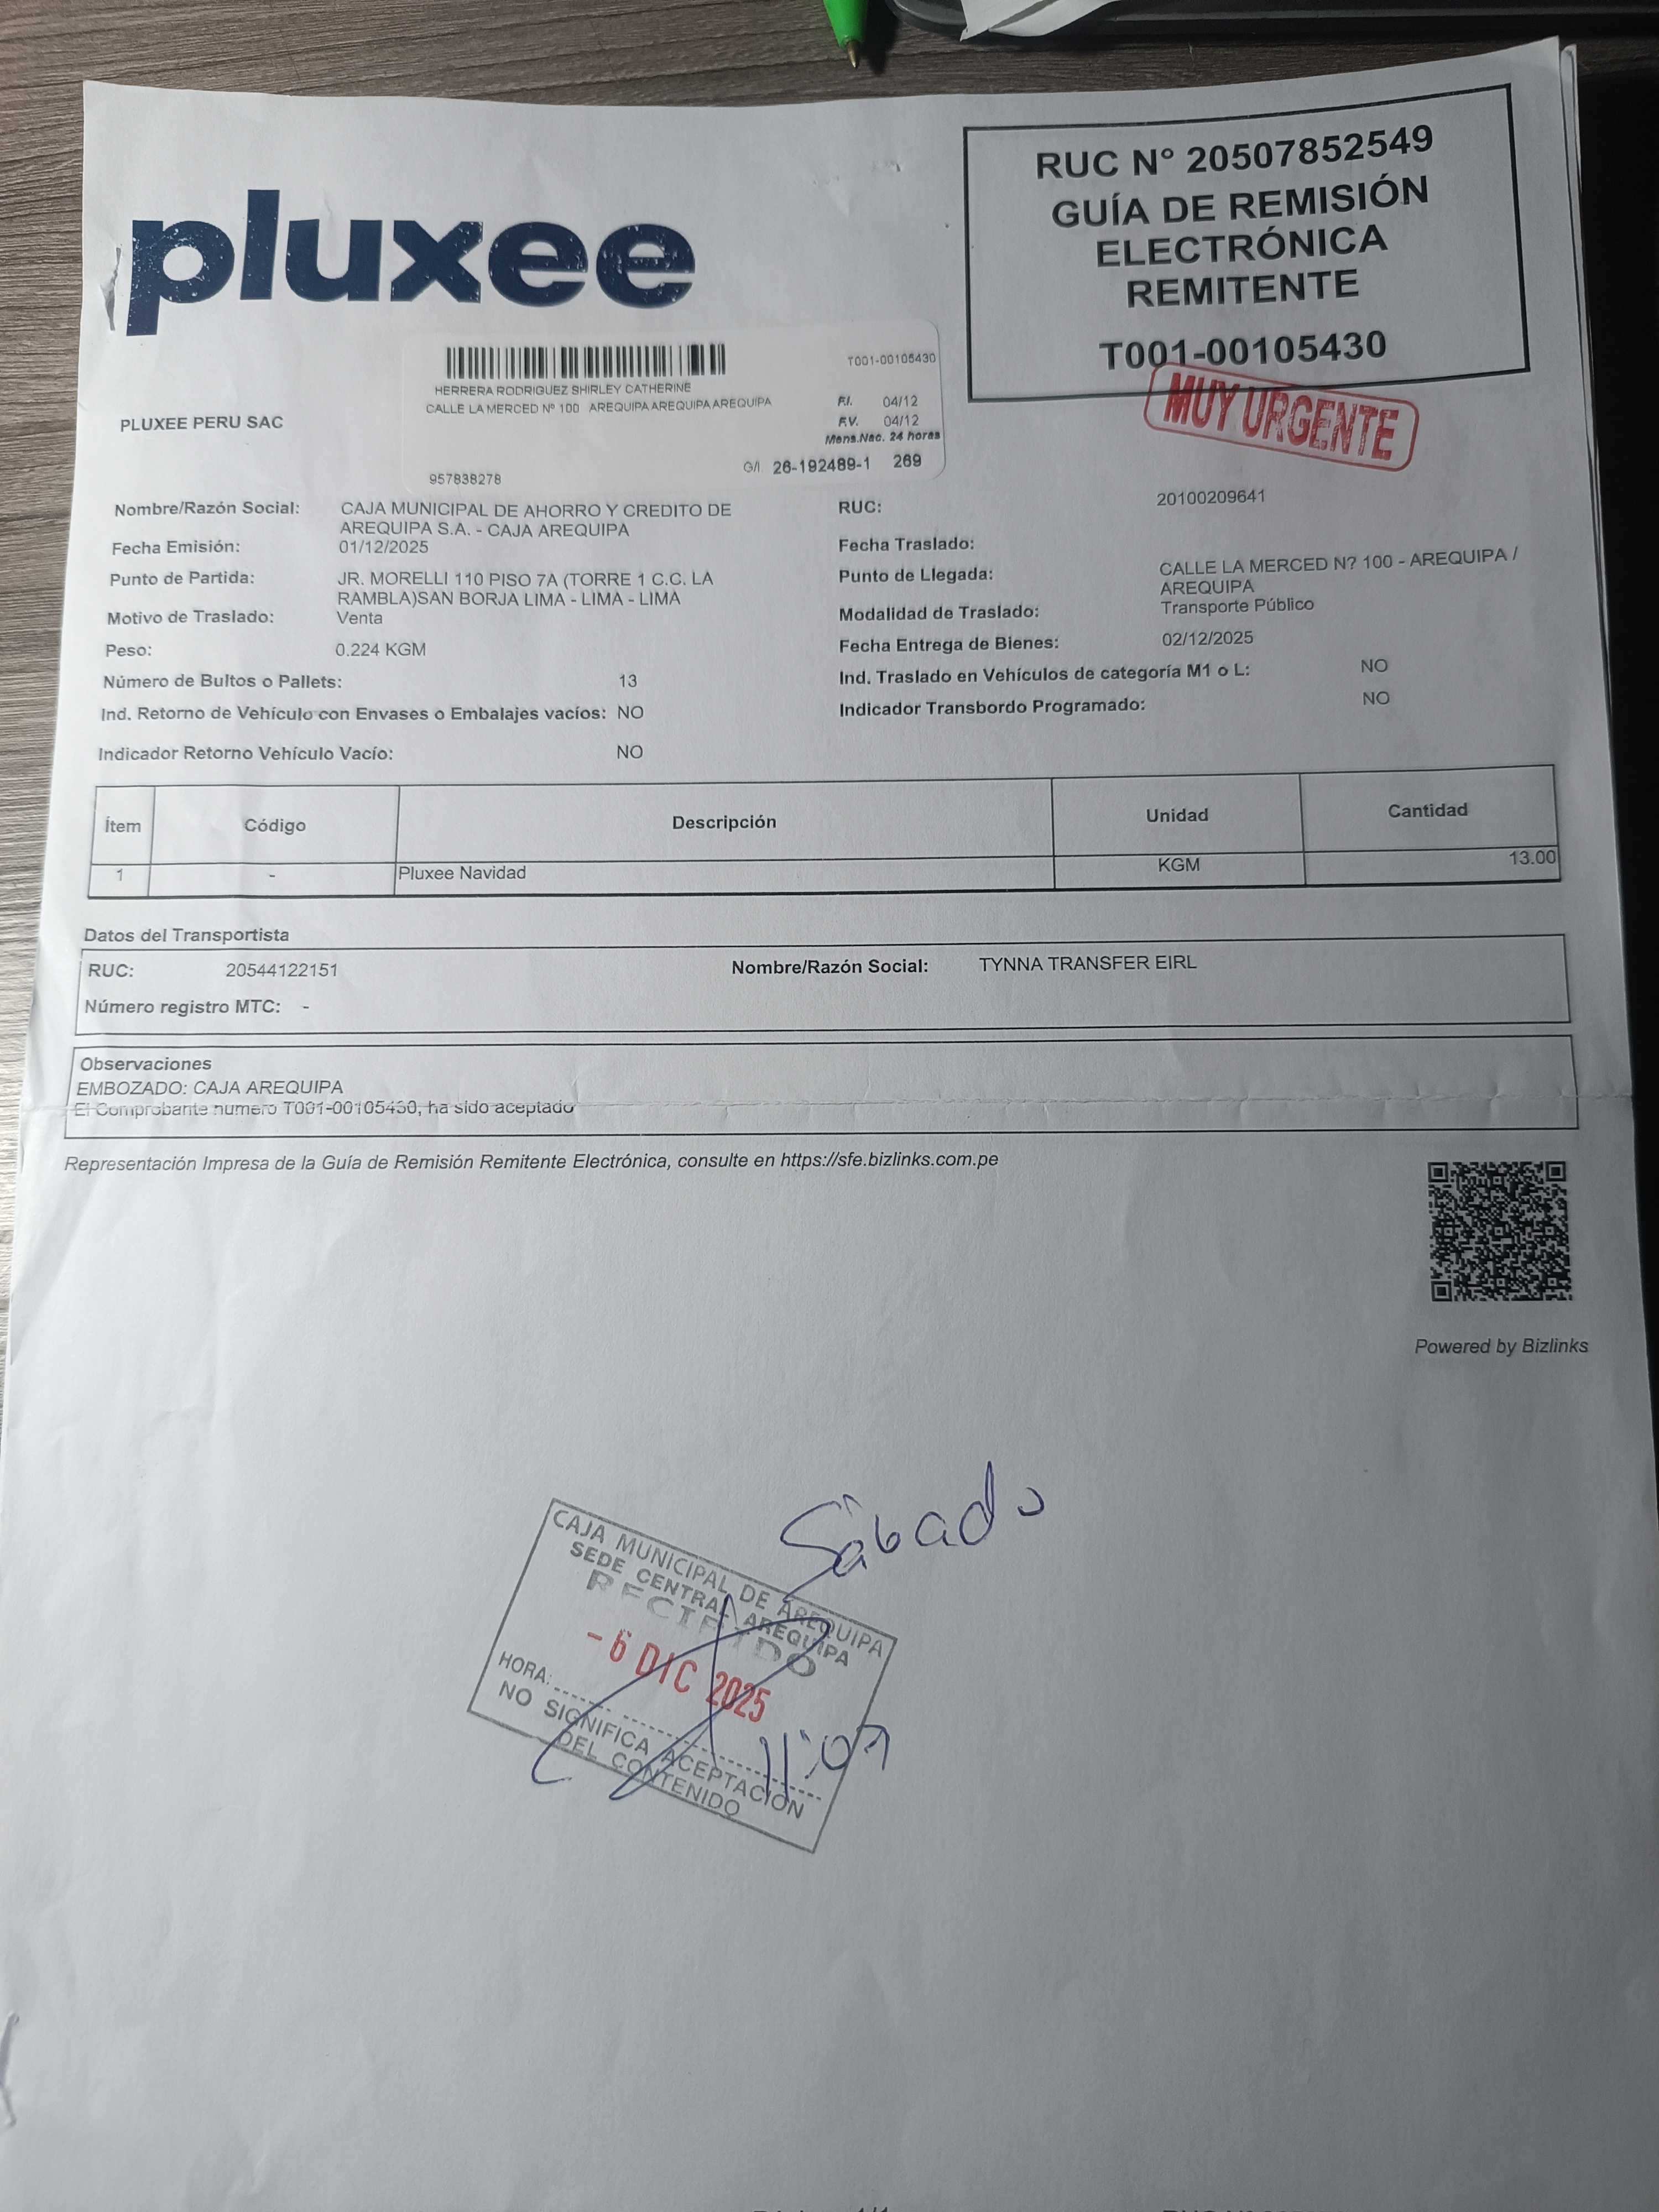 pluxee
RUC N° 20507852549
GUÍA DE REMISIÓN
ELECTRÓNICA
REMITENTE
T001-00105430
MUY URGENTE
T001-00105430
HERRERA RODRIGUEZ SHIRLEY CATHERINE
CALLE LA MERCED Nº 100 AREQUIPAAREQUIPAAREQUIPA
F.I. 04/12
F.V. 04/12
Mens.Nac. 24 horas
G/I. 26-192489-1 269
957838278
PLUXEE PERU SAC
Nombre/Razón Social: CAJA MUNICIPAL DE AHORRO Y CREDITO DE
AREQUIPA S.A. - CAJA AREQUIPA
RUC: 20100209641
Fecha Emisión: 01/12/2025
Fecha Traslado:
Punto de Partida: JR. MORELLI 110 PISO 7A (TORRE 1 C.C. LA
RAMBLA)SAN BORJA LIMA - LIMA - LIMA
Punto de Llegada: CALLE LA MERCED N? 100 - AREQUIPA /
AREQUIPA
Motivo de Traslado: Venta
Modalidad de Traslado: Transporte Público
Peso: 0.224 KGM
Fecha Entrega de Bienes: 02/12/2025
Número de Bultos o Pallets: 13
Ind. Traslado en Vehículos de categoría M1 o L: NO
Ind. Retorno de Vehículo con Envases o Embalajes vacíos: NO
Indicador Transbordo Programado: NO
Indicador Retorno Vehículo Vacío: NO
Ítem Código Descripción Unidad Cantidad
1 - Pluxee Navidad KGM 13.00
Datos del Transportista
RUC: 20544122151 Nombre/Razón Social: TYNNA TRANSFER EIRL
Número registro MTC: -
Observaciones
EMBOZADO: CAJA AREQUIPA
El Comprobante numero T001-00105430, ha sido aceptado
Representación Impresa de la Guía de Remisión Remitente Electrónica, consulte en https://sfe.bizlinks.com.pe
Powered by Bizlinks
Sábado
CAJA MUNICIPAL DE AREQUIPA
SEDE CENTRAL AREQUIPA
RECIBIDO
- 6 DIC 2025
HORA:
11:07
NO SIGNIFICA ACEPTACIÓN
DEL CONTENIDO